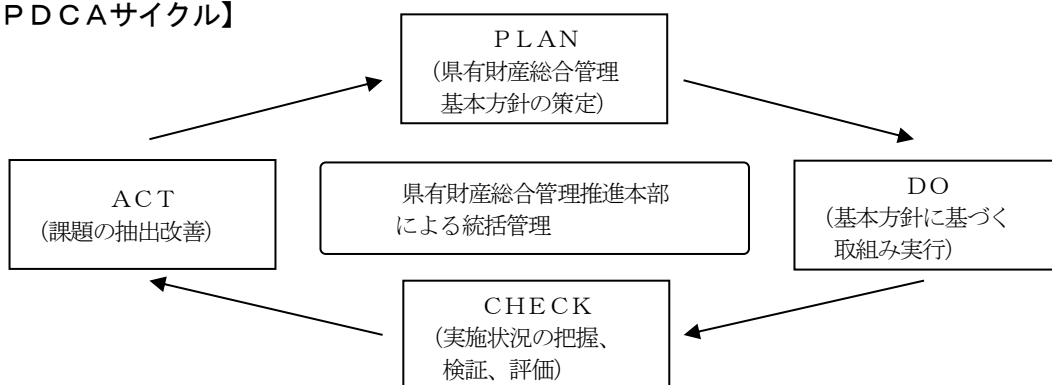 ＰＤＣＡサイクル】
ＰＬＡＮ
（県有財産総合管理
基本方針の策定）
ＡＣＴ
（課題の抽出改善）
県有財産総合管理推進本部
による統括管理
ＤＯ
（基本方針に基づく
取組み実行）
ＣＨＥＣＫ
（実施状況の把握、
検証、評価）